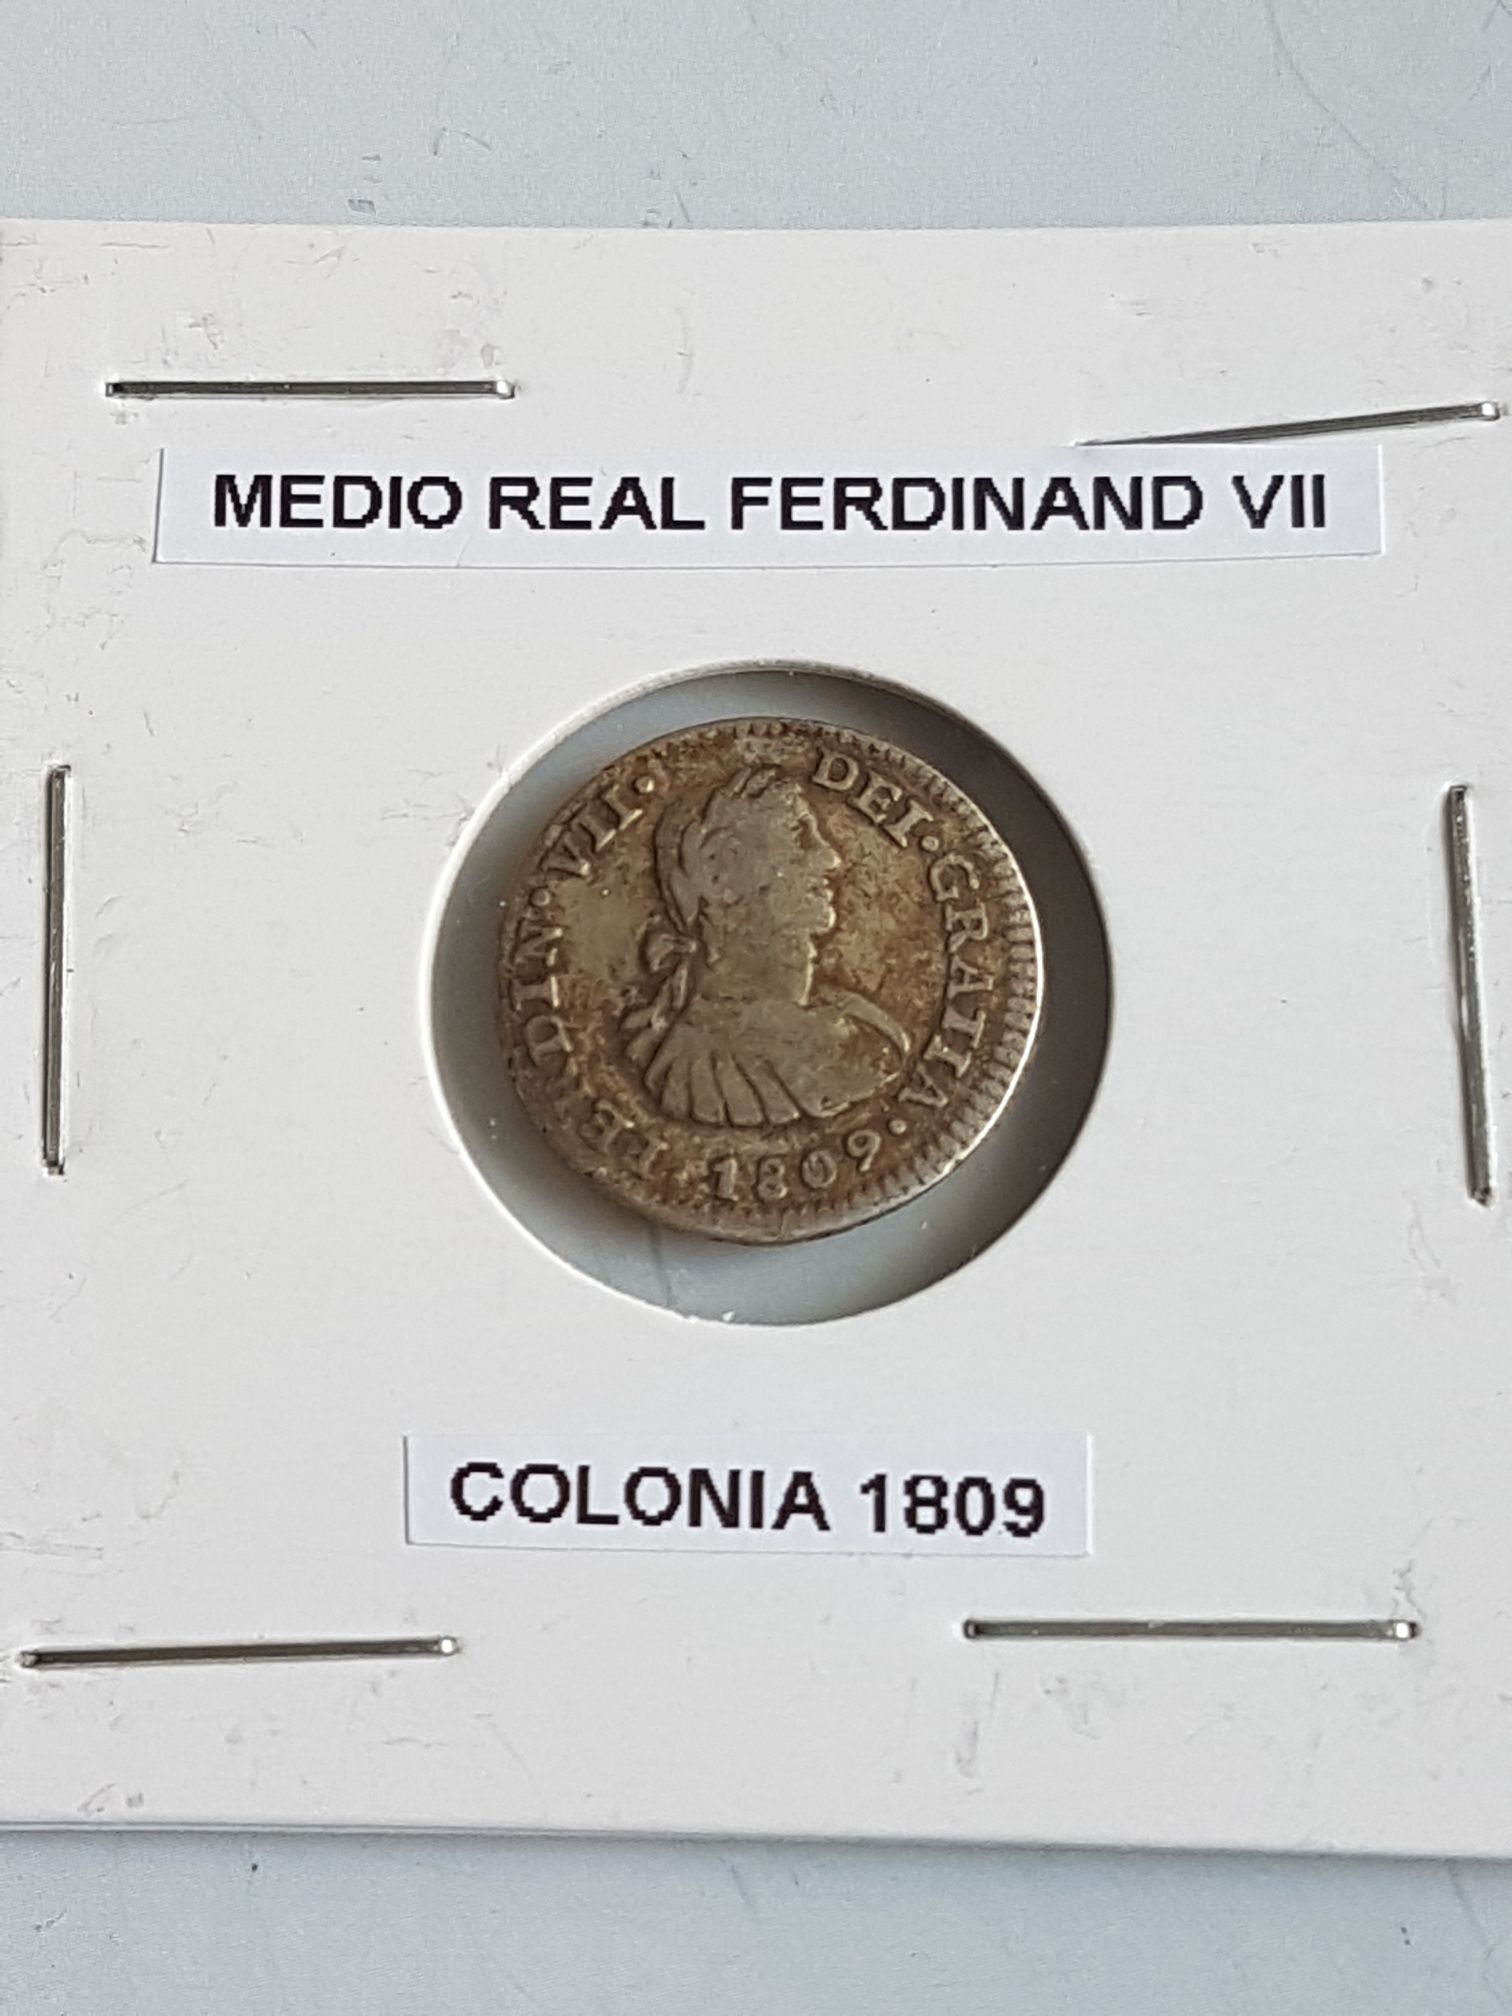 MEDIO REAL FERDINAND VII
FERDIN·VII· DEI·GRATIA·
1809·
COLONIA 1809